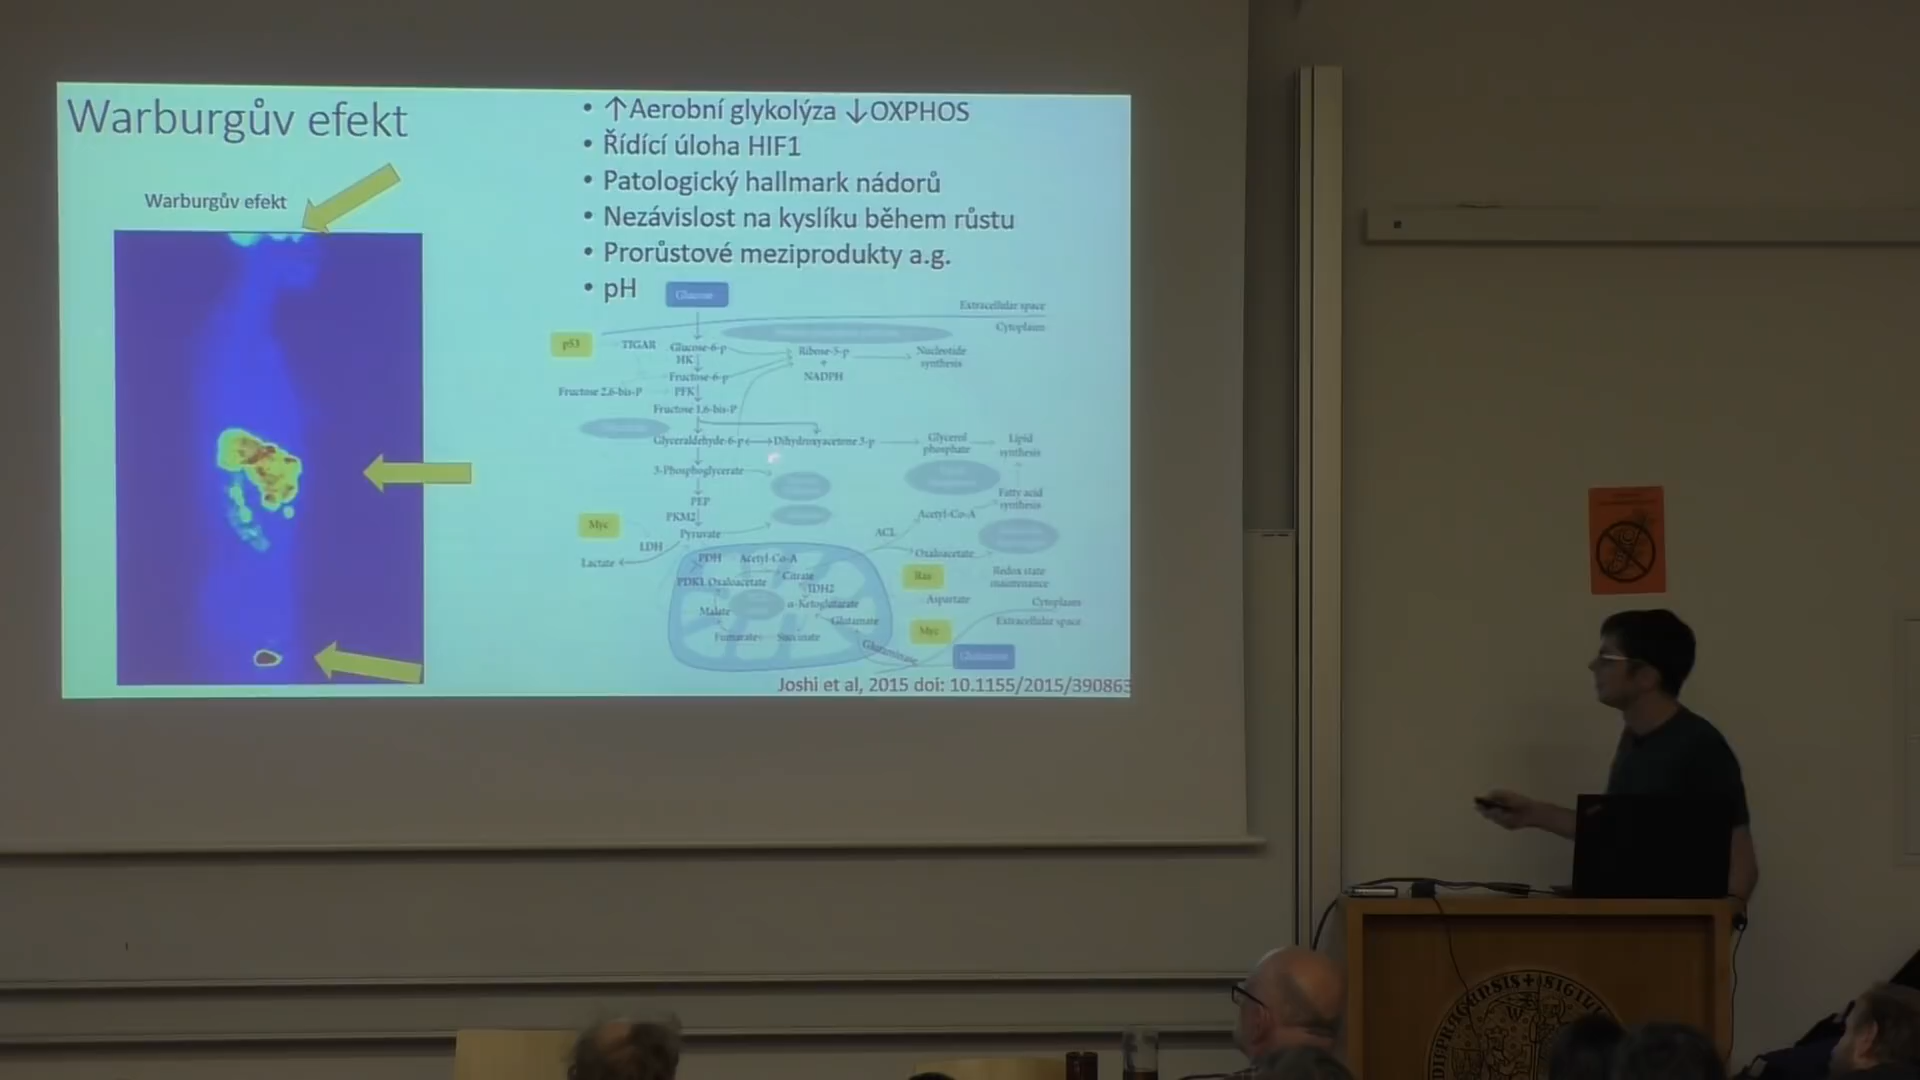 Warburgův efekt
Warburgův efekt
• ↑Aerobní glykolýza ↓OXPHOS
• Řídící úloha HIF1
• Patologický hallmark nádorů
• Nezávislost na kyslíku během růstu
• Prorůstové meziprodukty a.g.
• pH
Glucose
Extracellular space
Cytoplasm
p53
TIGAR
Glucose-6-p
HK
Ribose-5-p
+
NADPH
Nucleotide
synthesis
Fructose-6-p
Fructose 2,6-bis-P
PFK
Fructose 1,6-bis-P
Glyceraldehyde-6-p
Dihydroxyacetone 3-p
Glycerol
phosphate
Lipid
synthesis
3-Phosphoglycerate
PEP
Fatty acid
synthesis
Myc
PKM2
Pyruvate
Acetyl-Co-A
LDH
ACL
Lactate
PDH
Acetyl-Co-A
Oxaloacetate
PDK1
Oxaloacetate
Citrate
IDH2
Ras
Redox state
maintenance
Malate
α-Ketoglutarate
Aspartate
Cytoplasm
Glutamate
Extracellular space
Fumarate
Succinate
Myc
Glutaminase
Glutamine
Joshi et al, 2015 doi: 10.1155/2015/390863